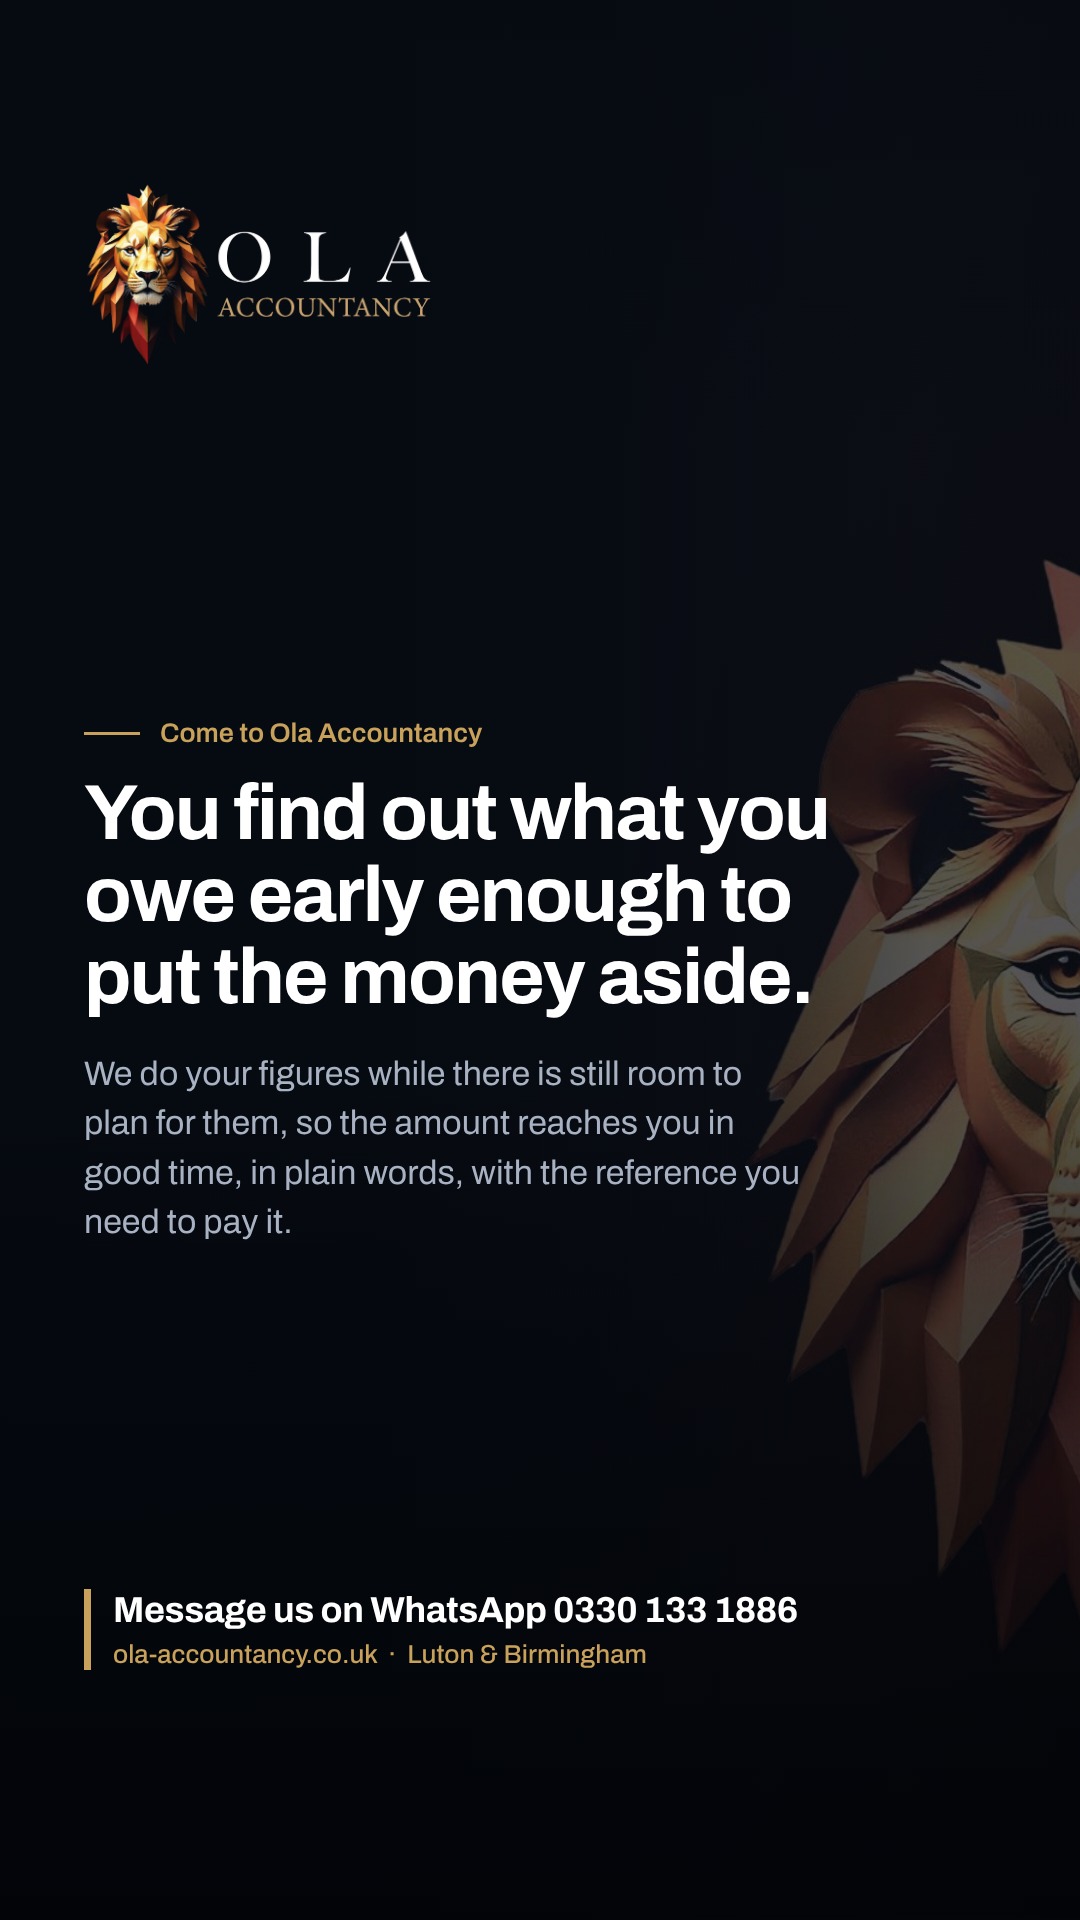 OLA
ACCOUNTANCY
Come to Ola Accountancy
You find out what you
owe early enough to
put the money aside.
We do your figures while there is still room to
plan for them, so the amount reaches you in
good time, in plain words, with the reference you
need to pay it.
Message us on WhatsApp 0330 133 1886
ola-accountancy.co.uk · Luton & Birmingham